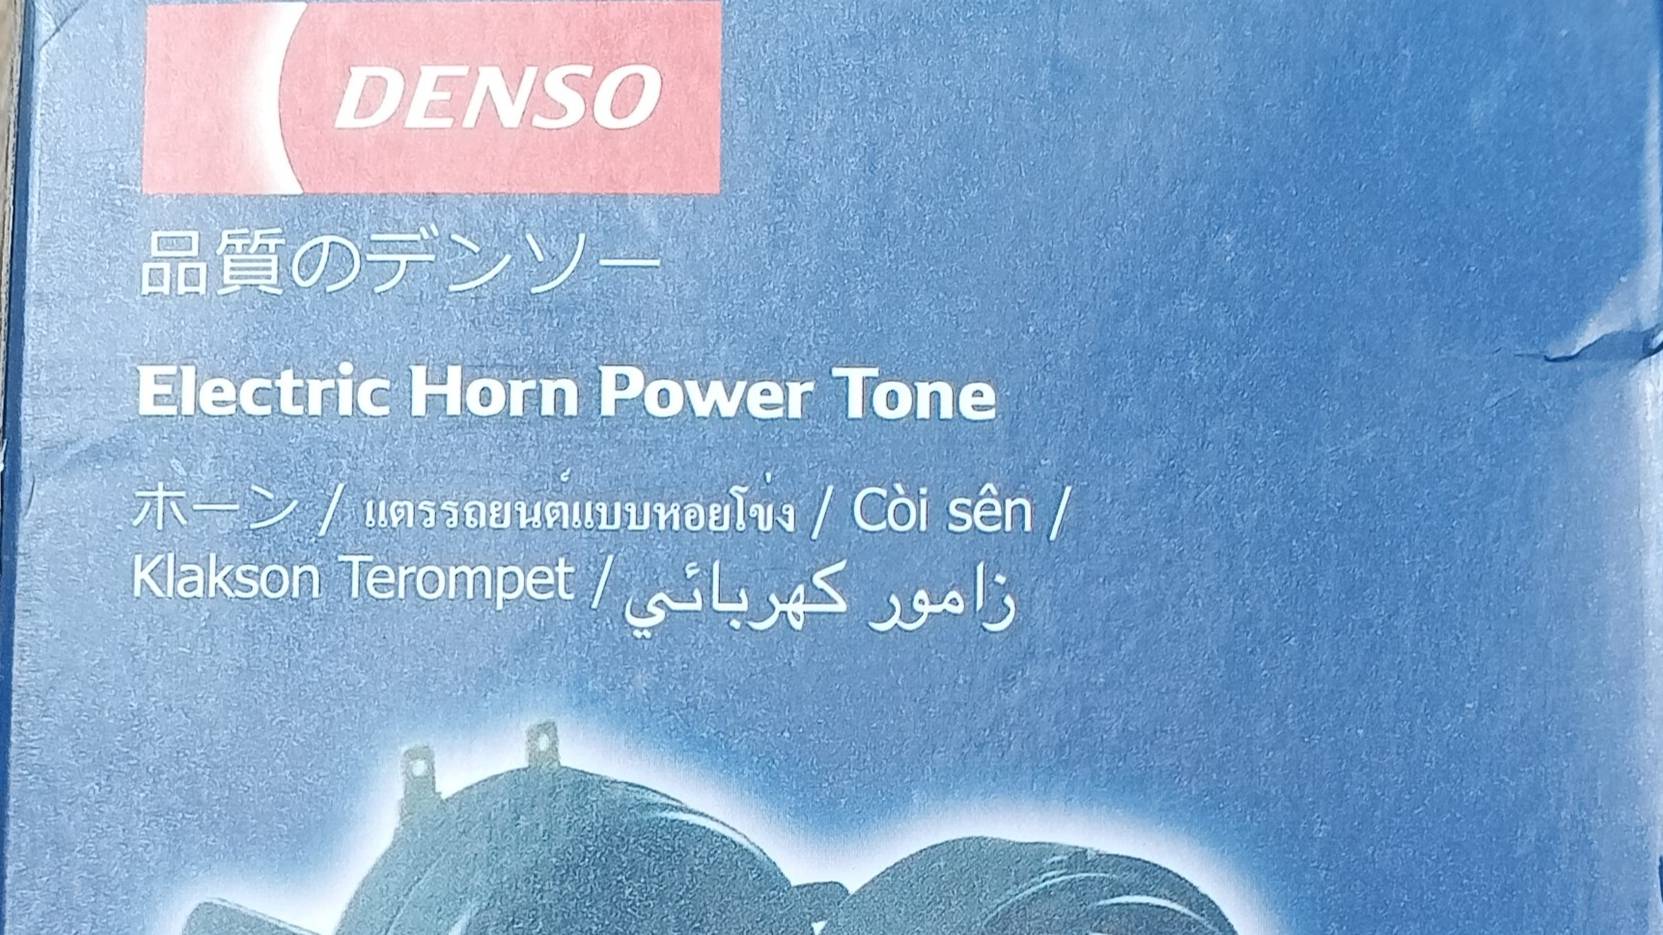 DENSO
品質のデンソー
Electric Horn Power Tone
ホーン / แตรรถยนต์แบบหอยโข่ง / Còi sên /
Klakson Terompet / زامور كهربائي